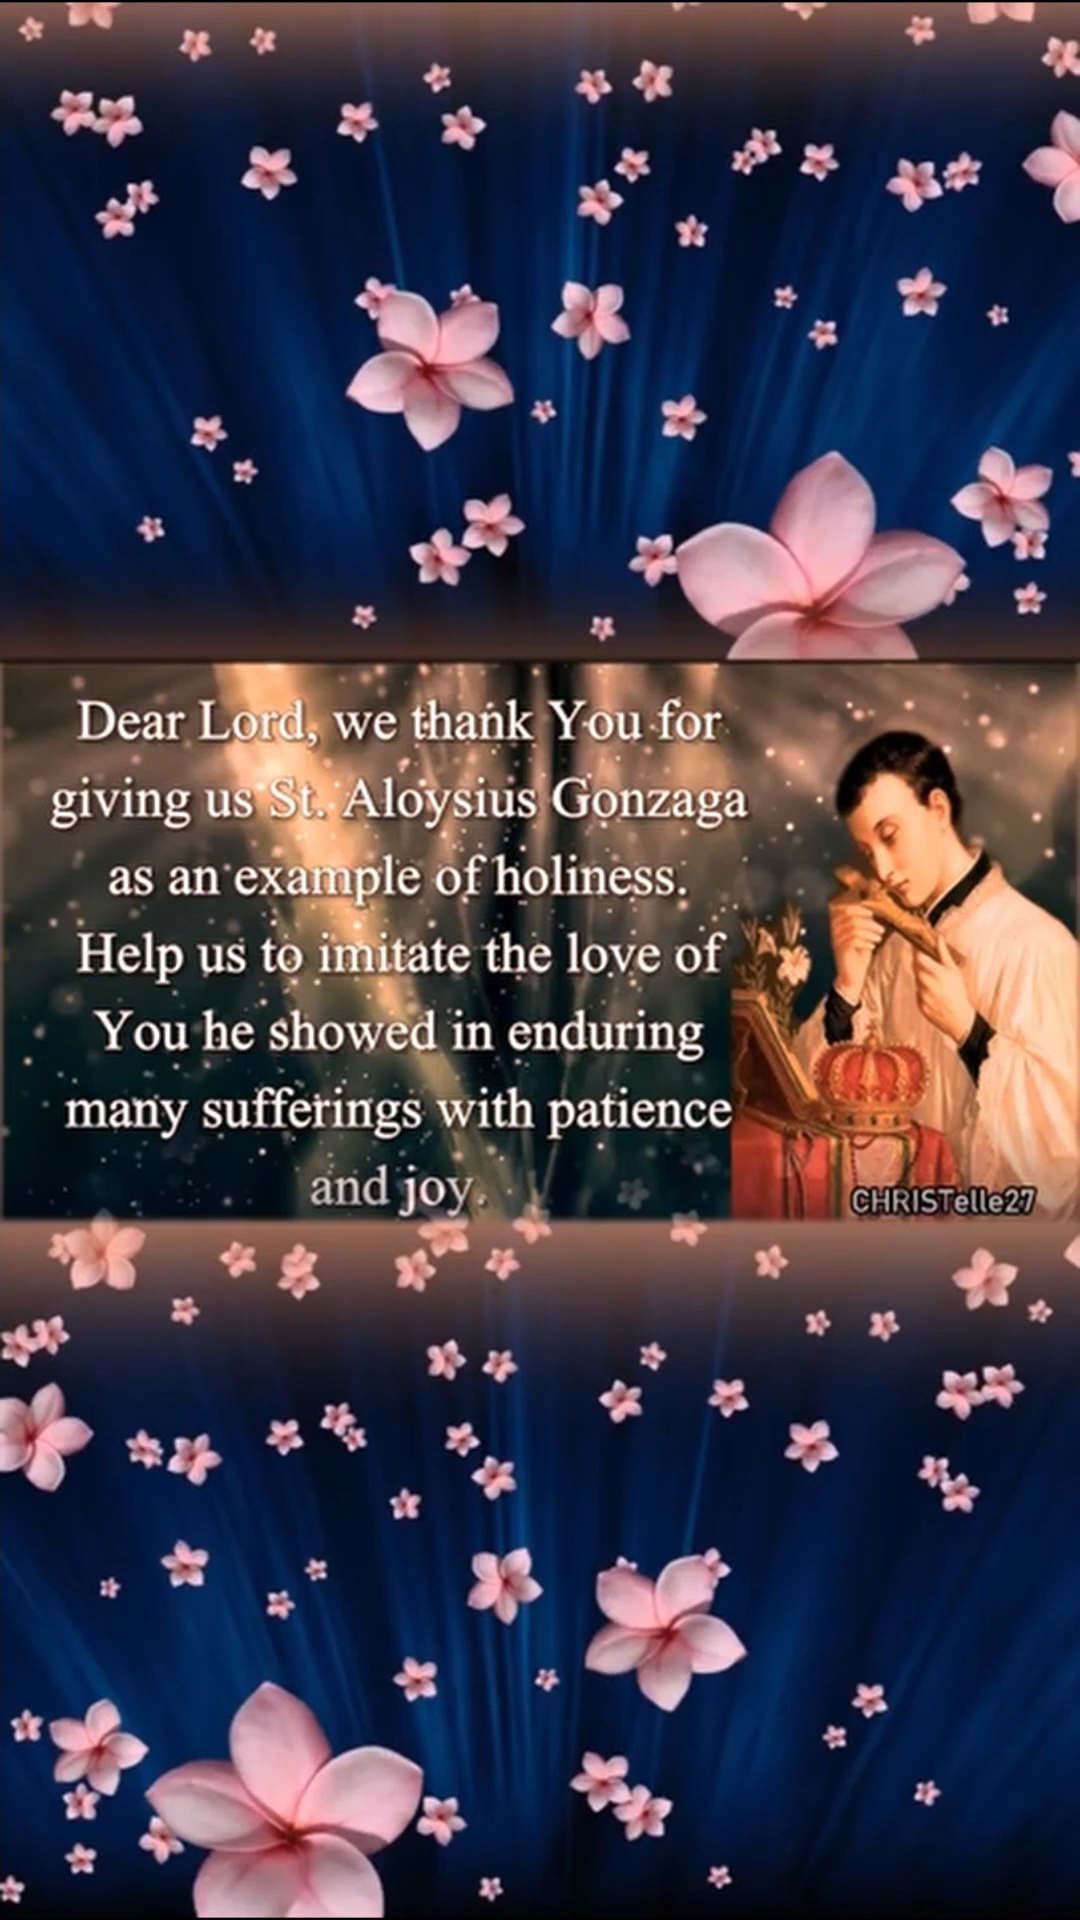 Dear Lord, we thank You for
giving us St. Aloysius Gonzaga
as an example of holiness.
Help us to imitate the love of
You he showed in enduring
many sufferings with patience
and joy.
CHRISTelle27